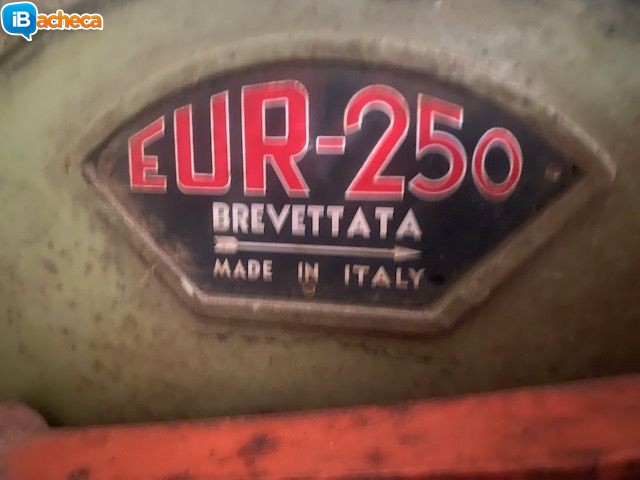 iBacheca
EUR-250
BREVETTATA
MADE IN ITALY